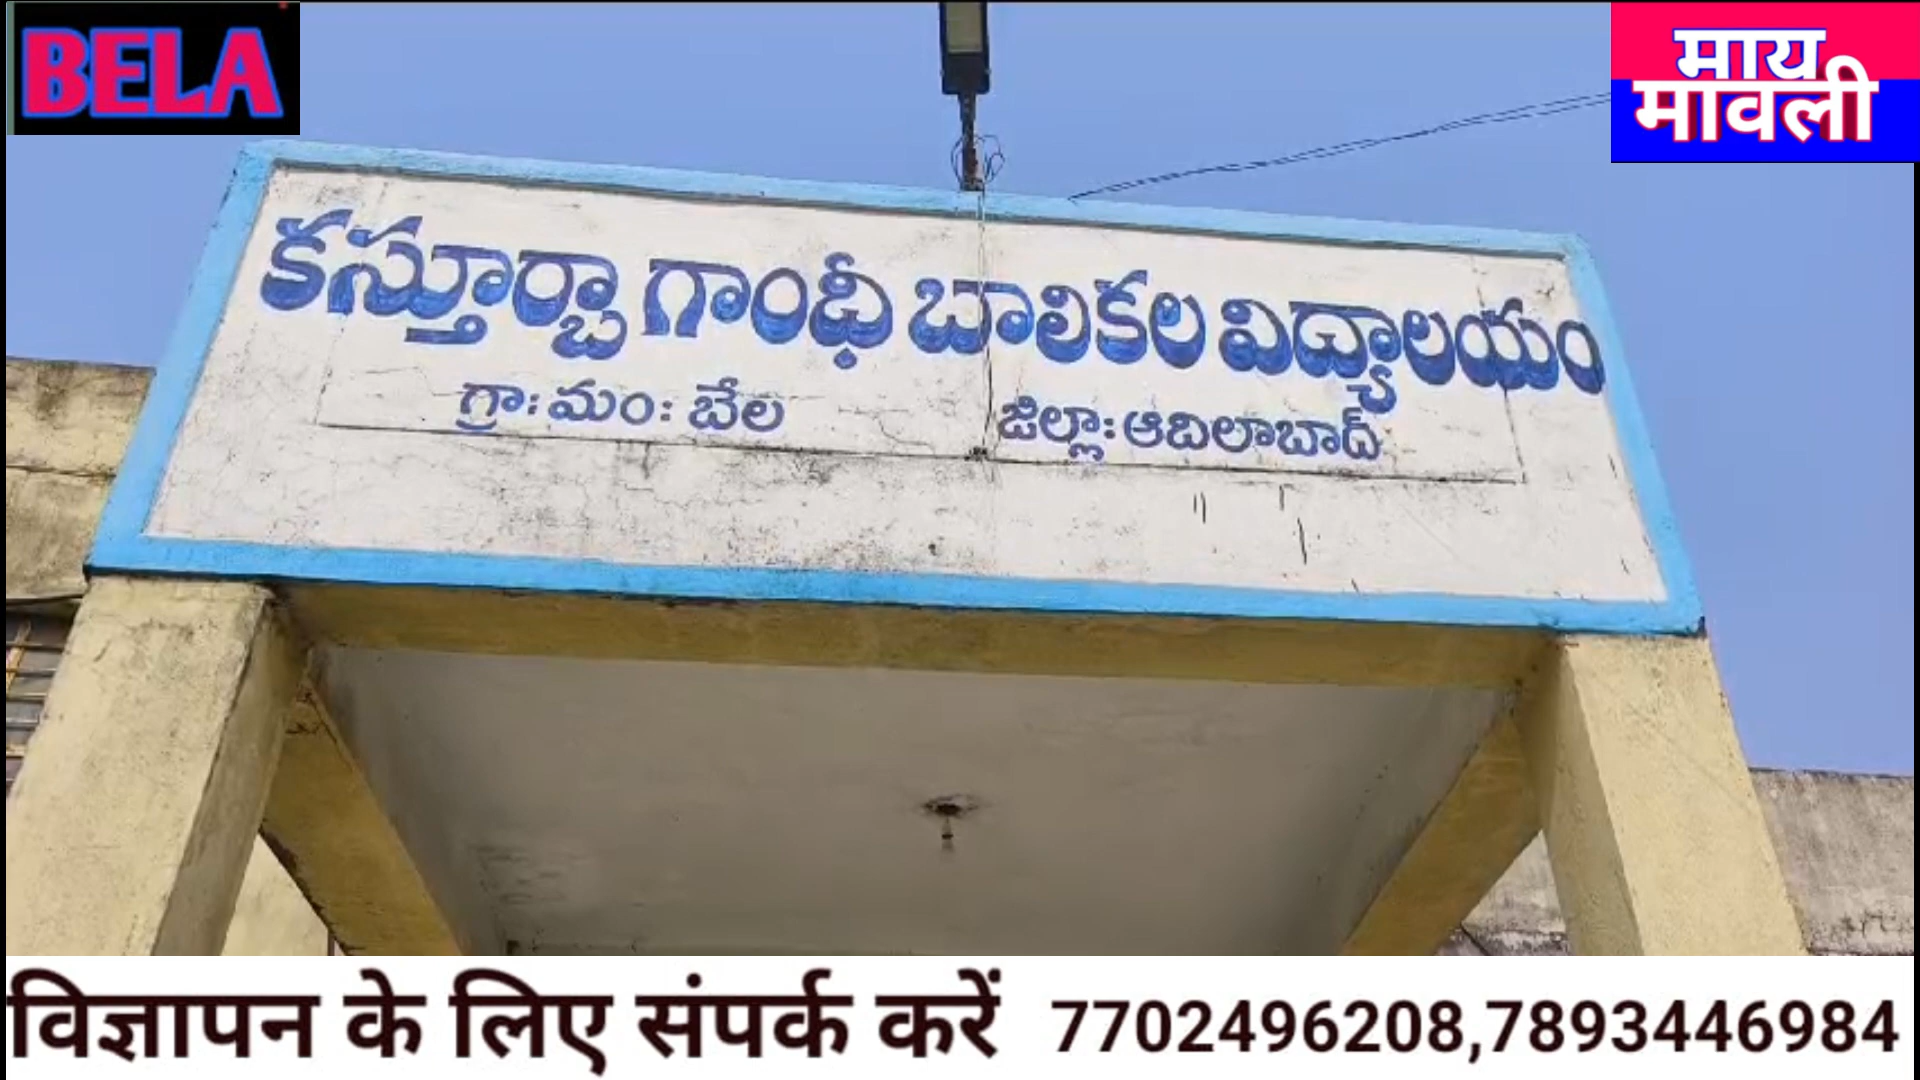 BELA
माय
मावली
కస్తూర్బా గాంధీ బాలికల విద్యాలయం
గ్రా: మం: బేల జిల్లా: ఆదిలాబాద్
विज्ञापन के लिए संपर्क करें 7702496208,7893446984